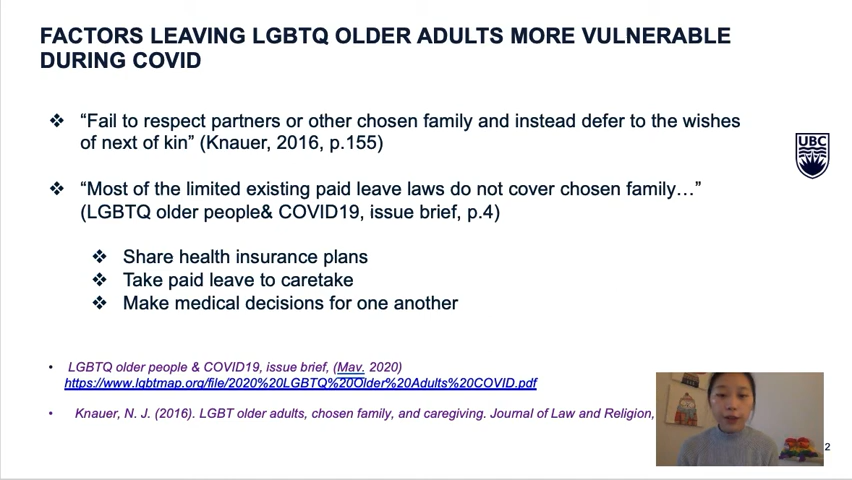 FACTORS LEAVING LGBTQ OLDER ADULTS MORE VULNERABLE
DURING COVID
“Fail to respect partners or other chosen family and instead defer to the wishes
of next of kin” (Knauer, 2016, p.155)
UBC
“Most of the limited existing paid leave laws do not cover chosen family…”
(LGBTQ older people& COVID19, issue brief, p.4)
Share health insurance plans
Take paid leave to caretake
Make medical decisions for one another
LGBTQ older people & COVID19, issue brief, (May. 2020)
https://www.lgbtmap.org/file/2020%20LGBTQ%20Older%20Adults%20COVID.pdf
Knauer, N. J. (2016). LGBT older adults, chosen family, and caregiving. Journal of Law and Religion,
2